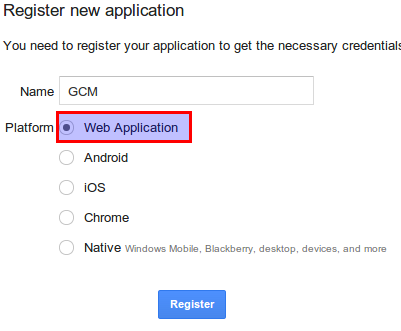 Register new application
You need to register your application to get the necessary credentials
Name GCM
Platform Web Application
Android
iOS
Chrome
Native Windows Mobile, Blackberry, desktop, devices, and more
Register